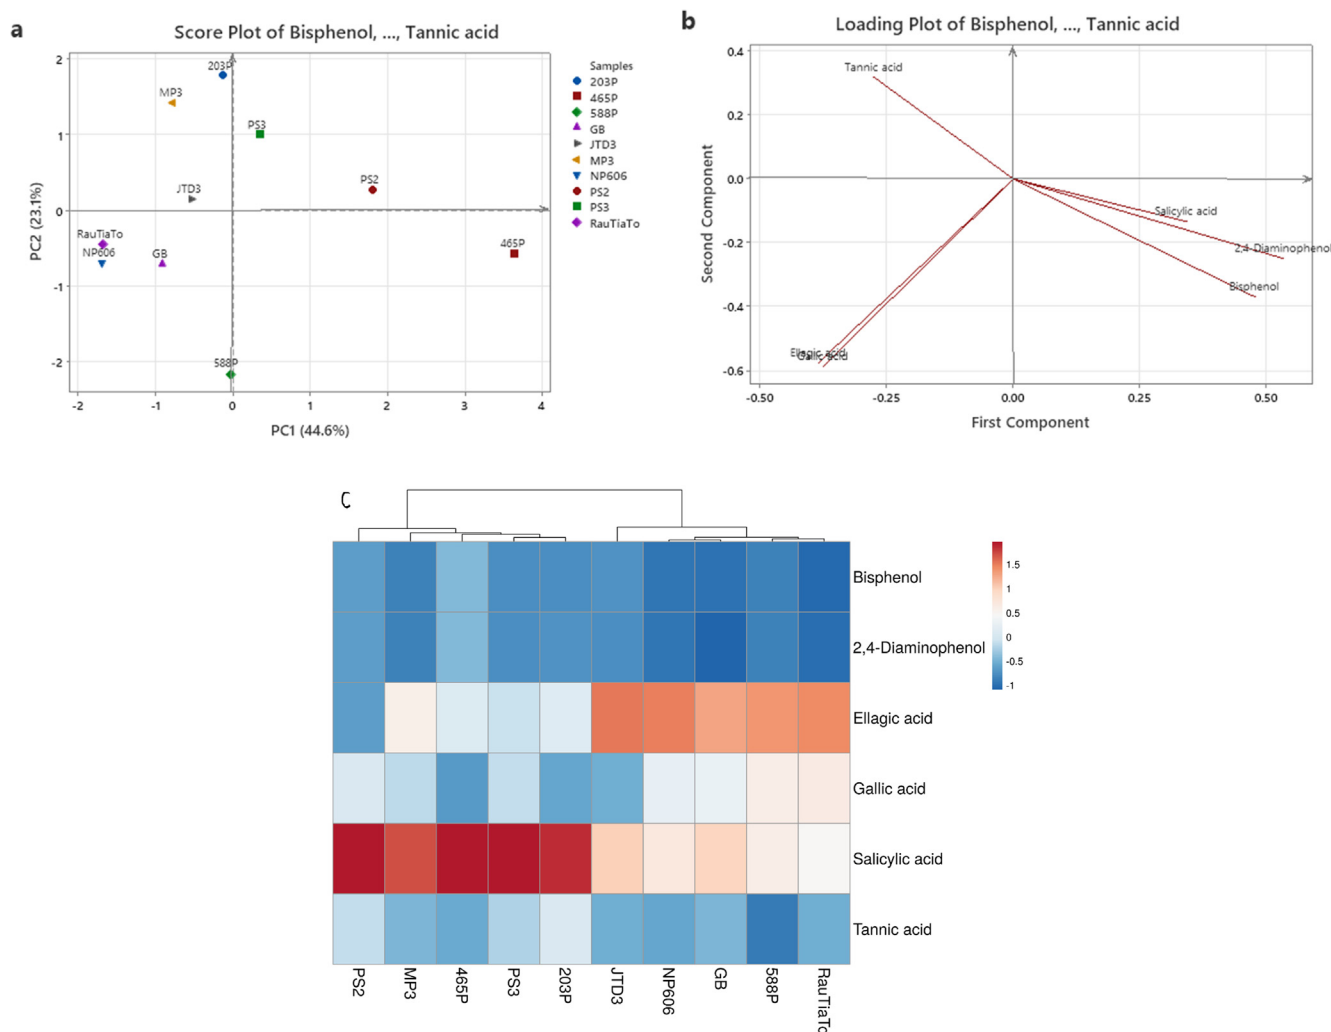 a
Score Plot of Bisphenol, ..., Tannic acid
2
1
0
-1
-2
-2
-1
0
1
2
3
4
PC2 (23.1%)
PC1 (44.6%)
203P
MP3
PS3
PS2
JTD3
RauTiaTo
NP606
GB
465P
588P
Samples
203P
465P
588P
GB
JTD3
MP3
NP606
PS2
PS3
RauTiaTo
b
Loading Plot of Bisphenol, ..., Tannic acid
0.4
0.2
0.0
-0.2
-0.4
-0.6
-0.50
-0.25
0.00
0.25
0.50
Second Component
First Component
Tannic acid
Salicylic acid
2,4-Diaminophenol
Bisphenol
Ellagic acid
Gallic acid
C
Bisphenol
2,4-Diaminophenol
Ellagic acid
Gallic acid
Salicylic acid
Tannic acid
PS2
MP3
465P
PS3
203P
JTD3
NP606
GB
588P
RauTiaTo
1.5
1
0.5
0
-0.5
-1